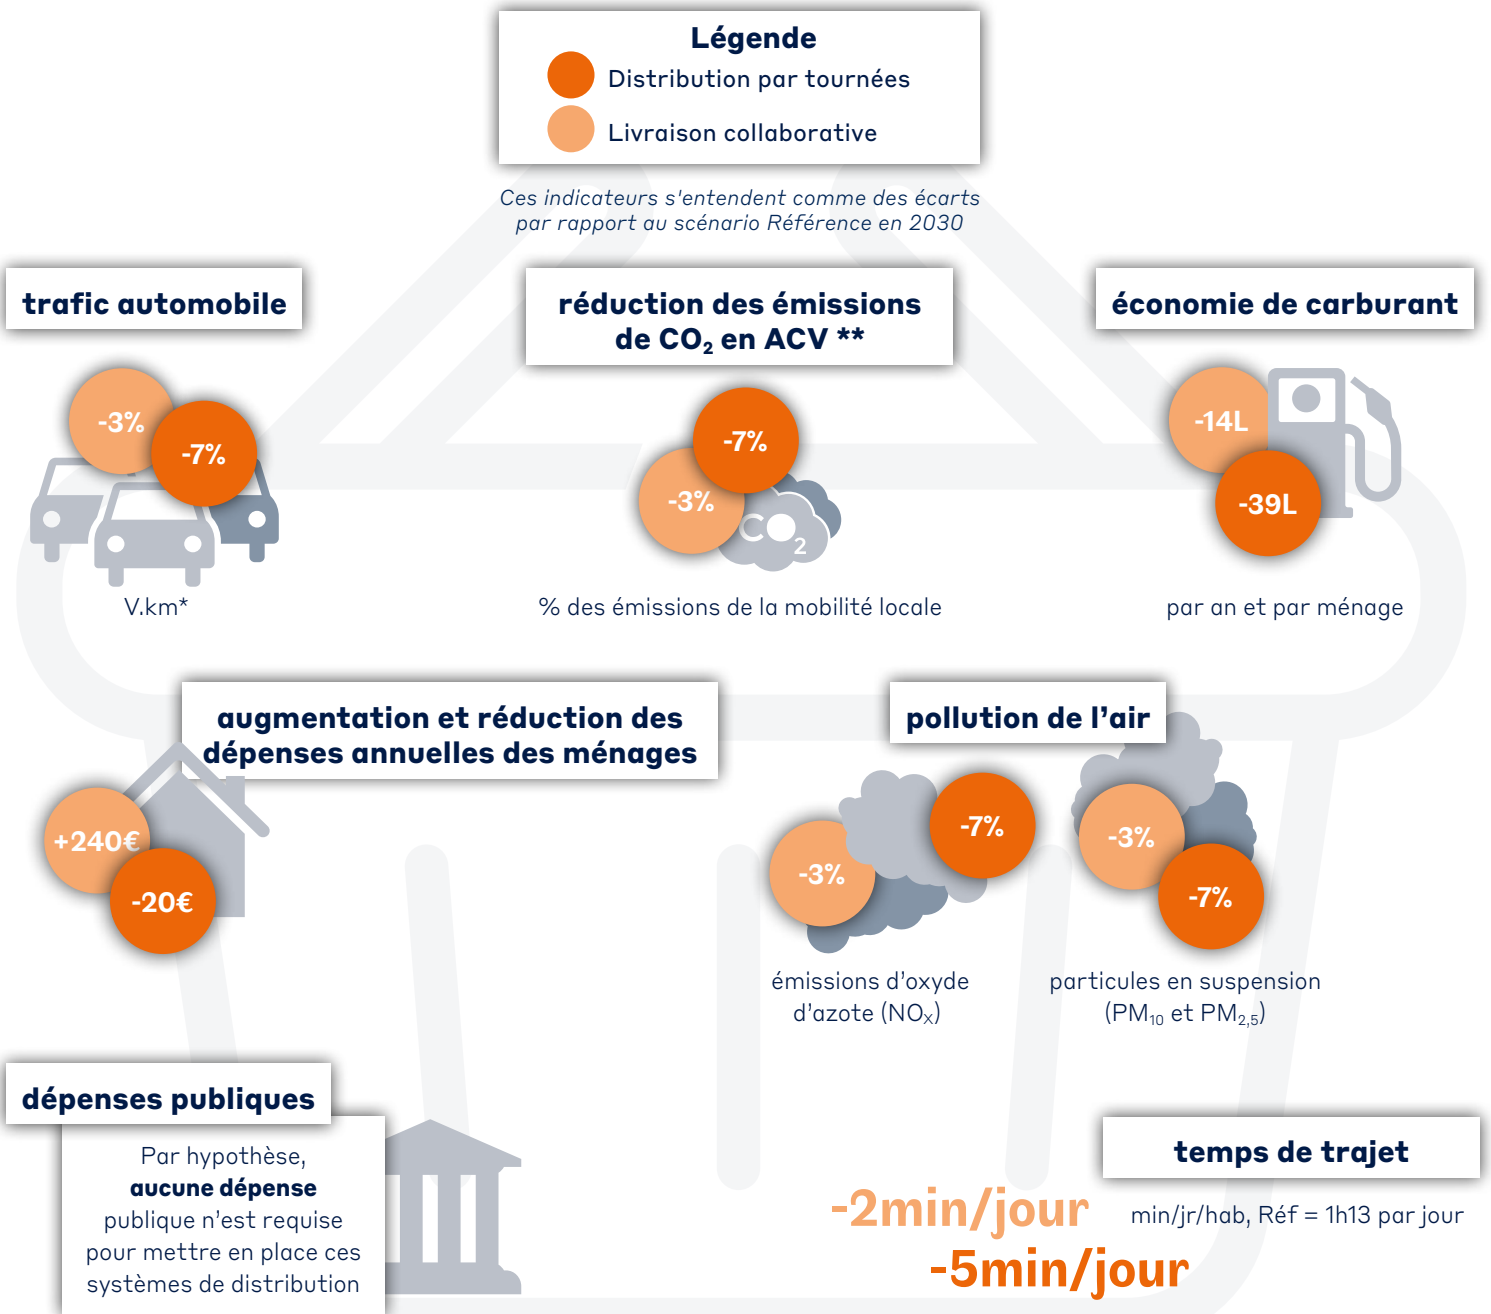 Légende
Distribution par tournées
Livraison collaborative
Ces indicateurs s'entendent comme des écarts
par rapport au scénario Référence en 2030
trafic automobile
-3%
-7%
V.km*
réduction des émissions
de CO₂ en ACV **
-7%
-3%
CO₂
% des émissions de la mobilité locale
économie de carburant
-14L
-39L
par an et par ménage
augmentation et réduction des
dépenses annuelles des ménages
+240€
-20€
pollution de l’air
-3%
-7%
émissions d’oxyde
d’azote (NOₓ)
-3%
-7%
particules en suspension
(PM₁₀ et PM₂,₅)
dépenses publiques
Par hypothèse,
aucune dépense
publique n’est requise
pour mettre en place ces
systèmes de distribution
temps de trajet
min/jr/hab, Réf = 1h13 par jour
-2min/jour
-5min/jour